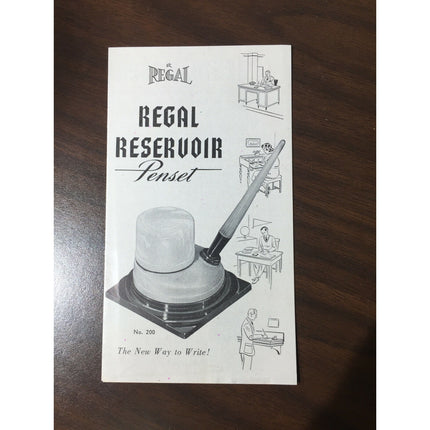 REGAL
REGAL
RESERVOIR
Penset
No. 200
The New Way to Write!